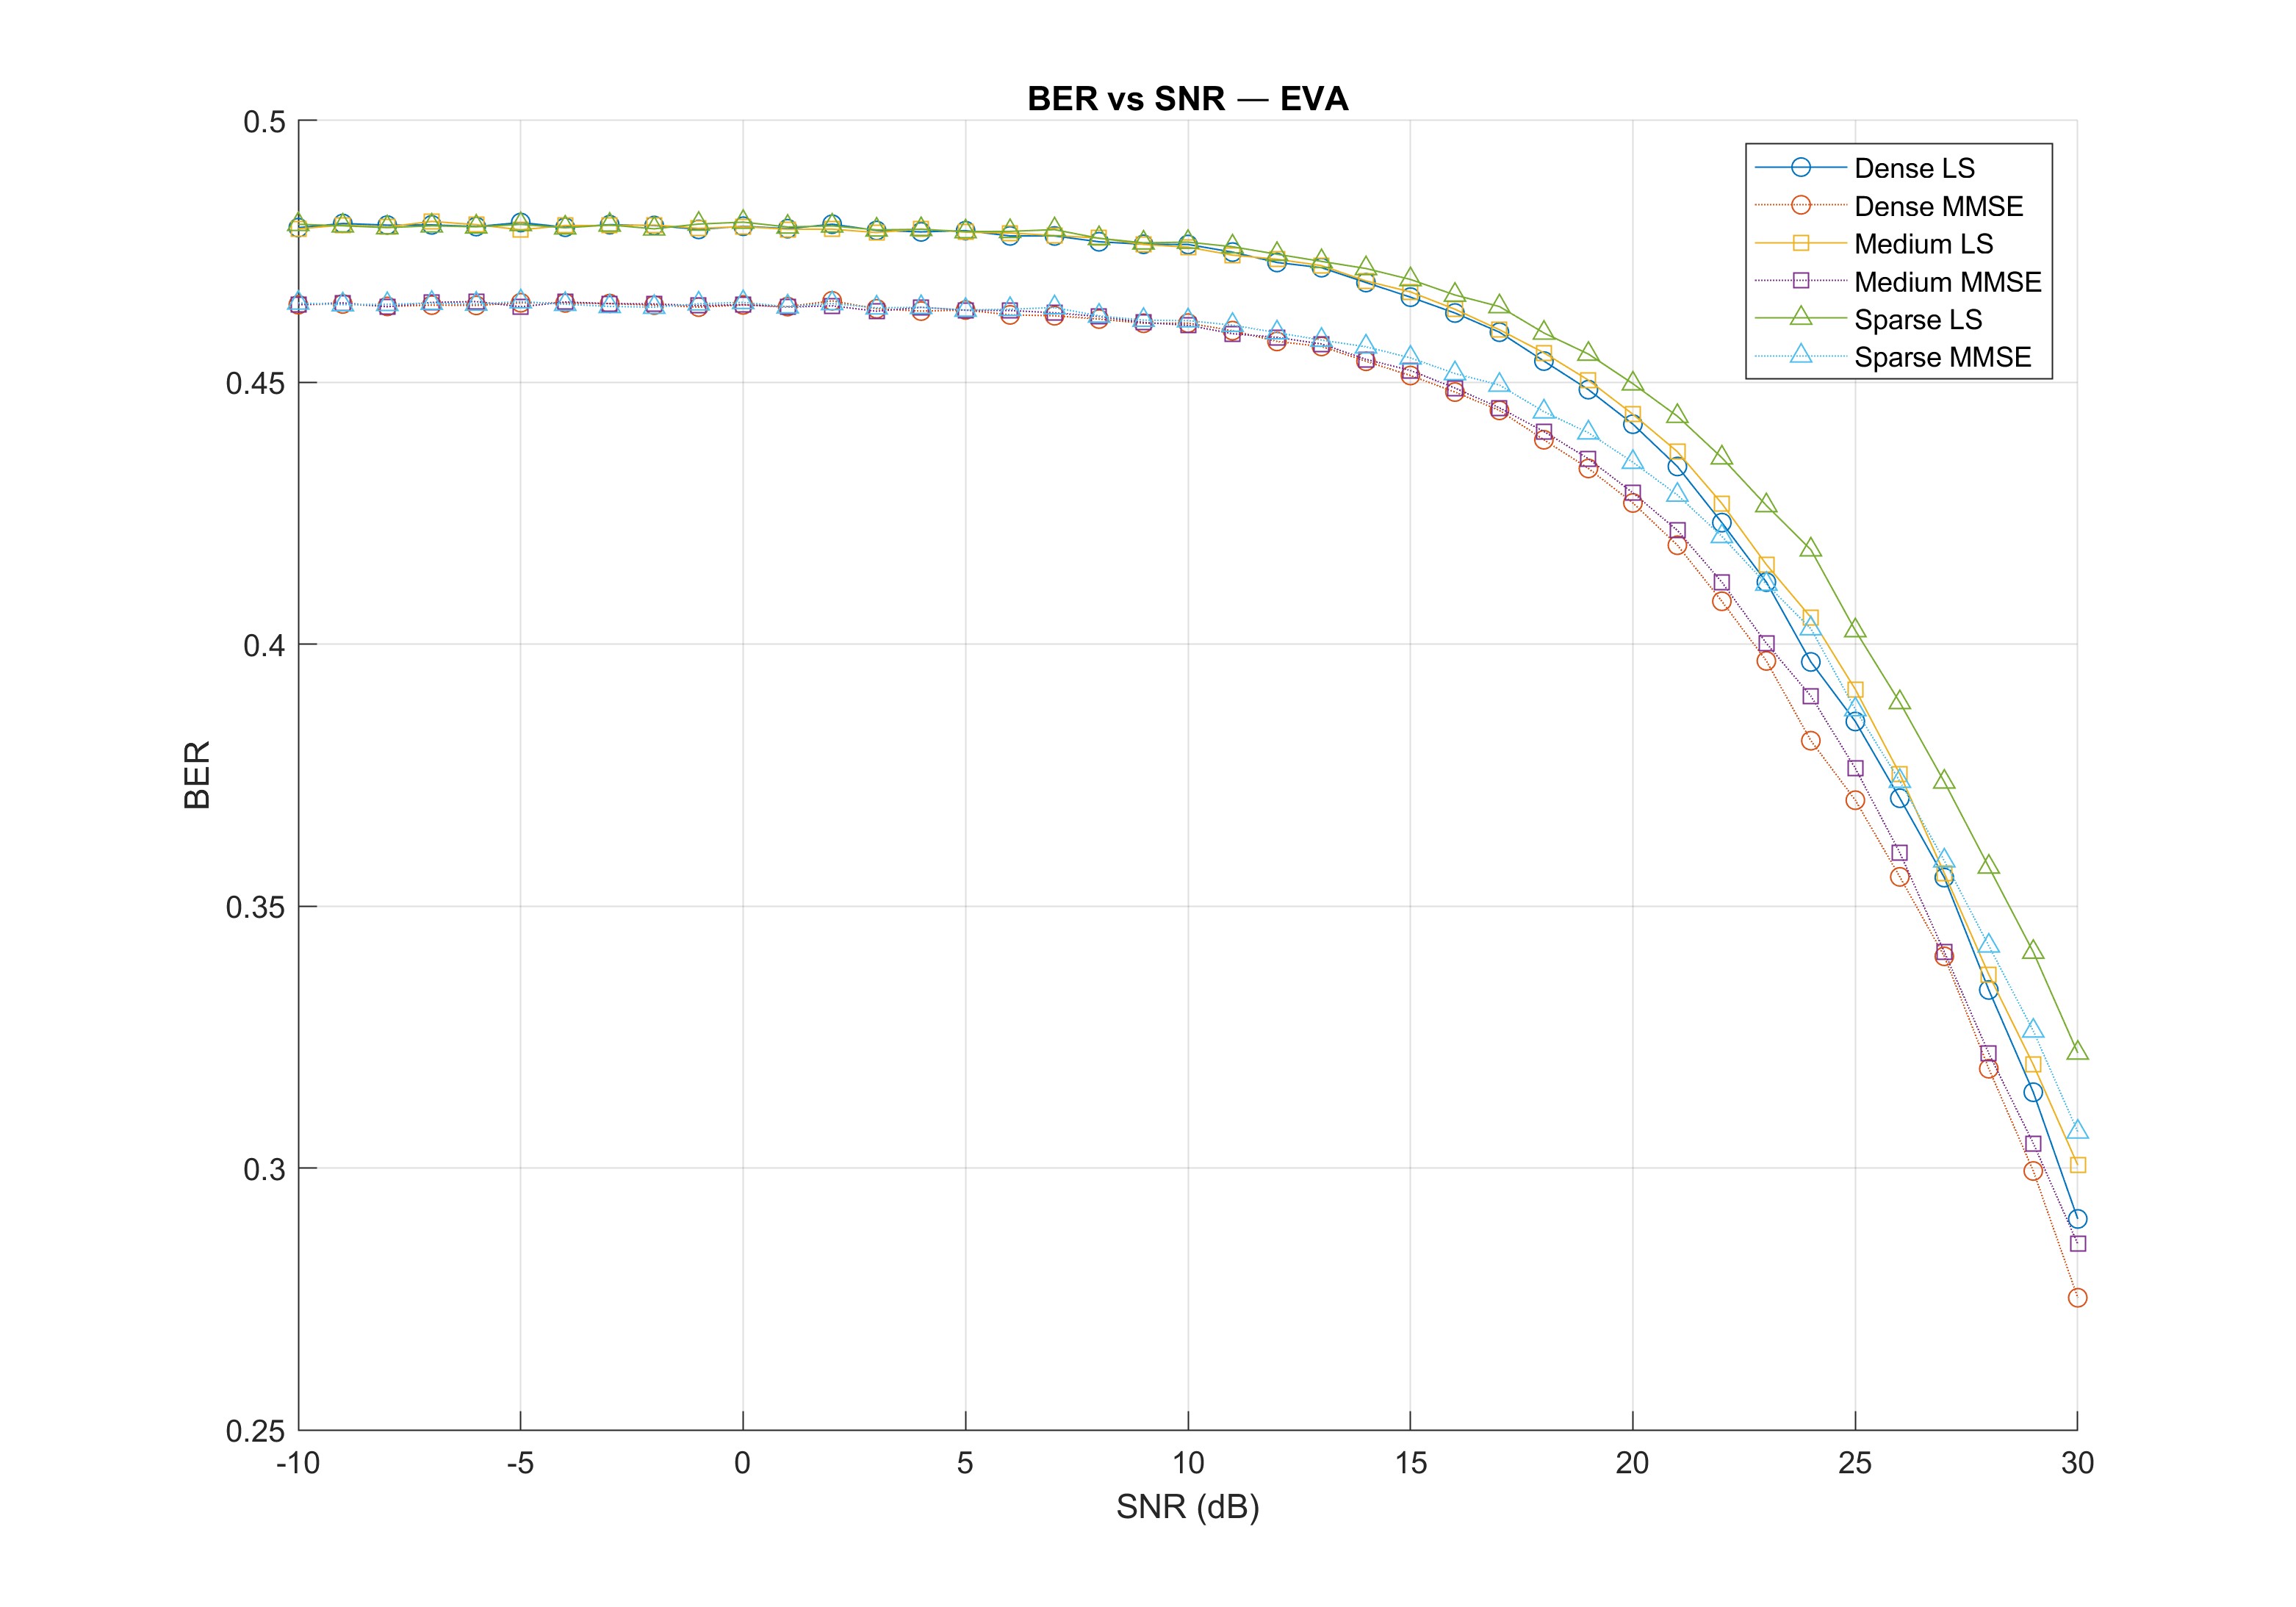 BER vs SNR — EVA
0.5
0.45
0.4
0.35
0.3
0.25
BER
Dense LS
Dense MMSE
Medium LS
Medium MMSE
Sparse LS
Sparse MMSE
-10 -5 0 5 10 15 20 25 30
SNR (dB)